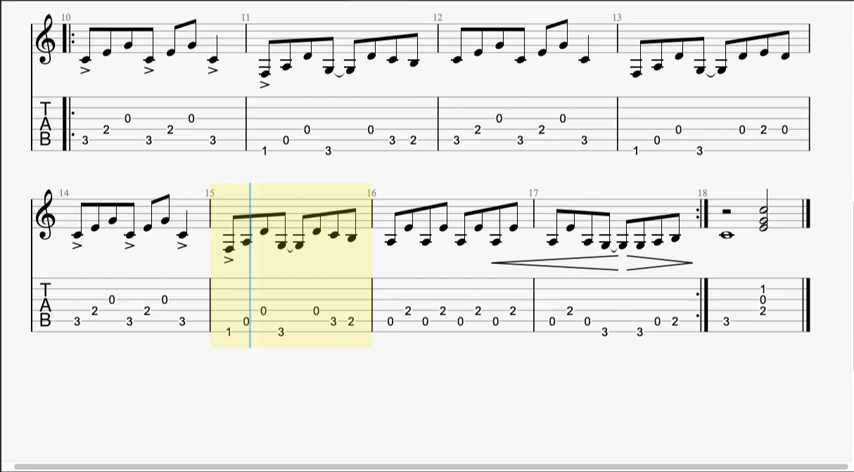 10 11 12 13
T
A 0 0 0 0
2 2 0 0 2 2 0 0 2 0
B 3 3 3 0 3 2 3 3 3 0
1 3 1 3
14 15 16 17 18
T 1
A 0 0 0
2 2 0 0 2 2 2 2 2 2
B 3 3 3 0 3 2 0 0 0 0 0 0 0 2 3
1 3 3 3